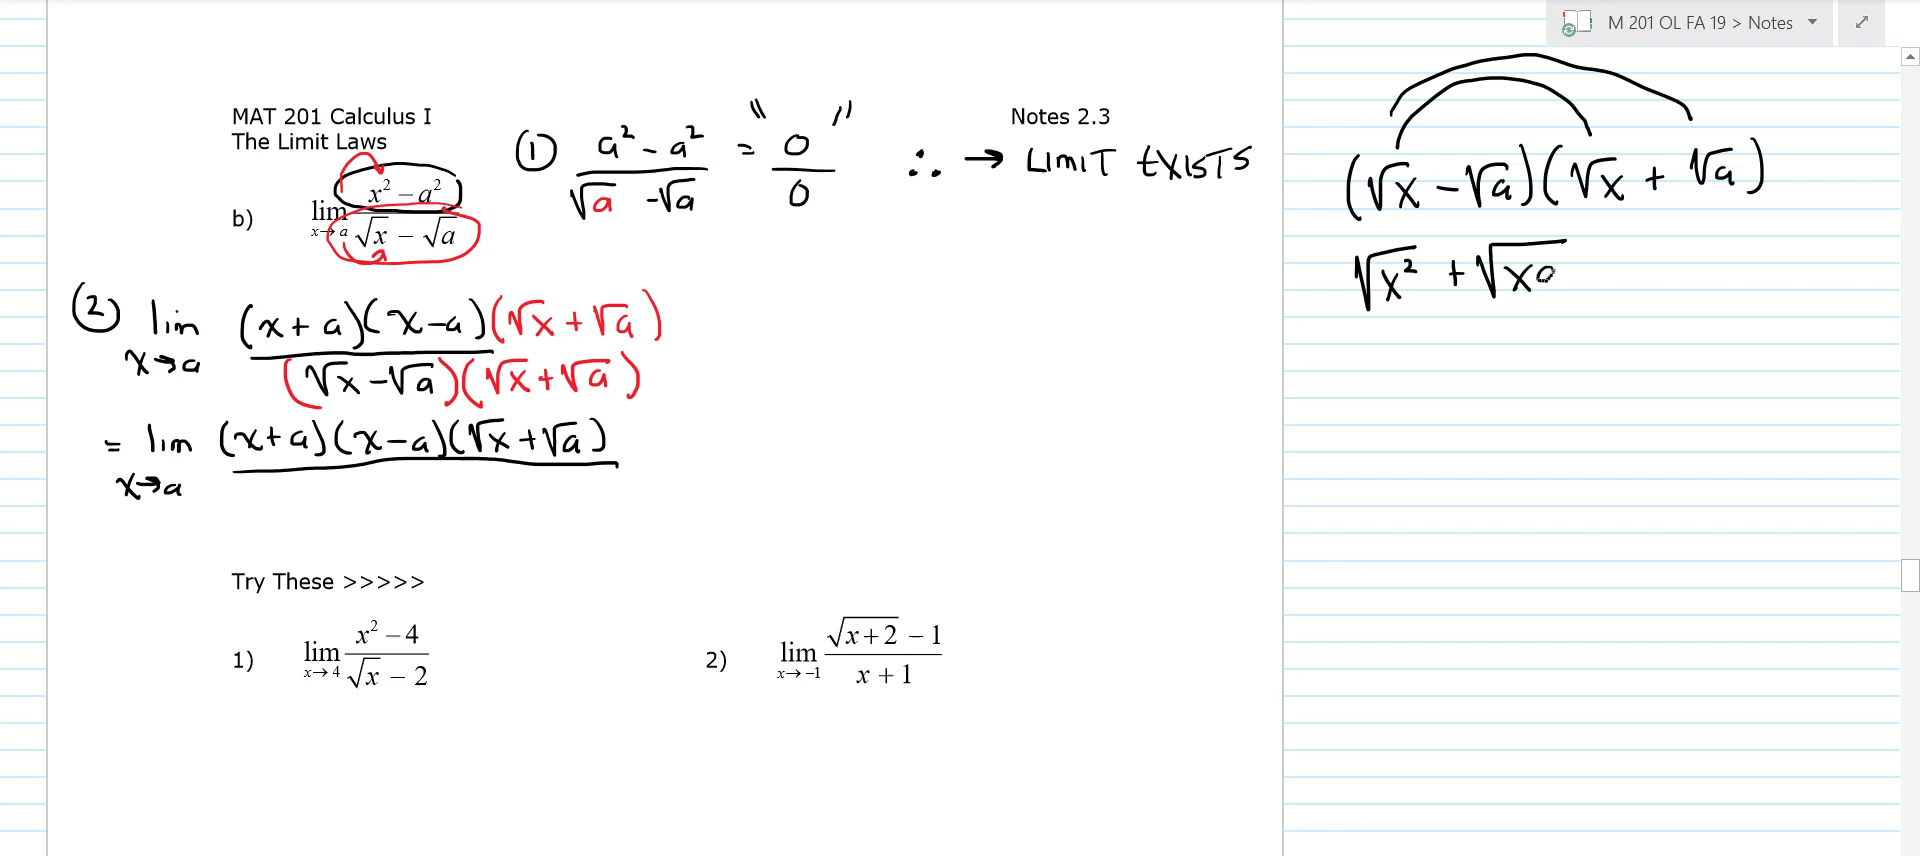 M 201 OL FA 19 > Notes
MAT 201 Calculus I
Notes 2.3
The Limit Laws
b) lim x→a (x² − a²)/(√x − √a)
a
① (a² − a²)/(√a − √a) = "0/0" ∴ → LIMIT EXISTS
② lim x→a (x + a)(x − a)(√x + √a)/(√x − √a)(√x + √a)
= lim x→a (x + a)(x − a)(√x + √a)
Try These >>>>>
1) lim x→4 (x² − 4)/(√x − 2)
2) lim x→−1 (√(x+2) − 1)/(x + 1)
(√x − √a)(√x + √a)
√x² + √xa